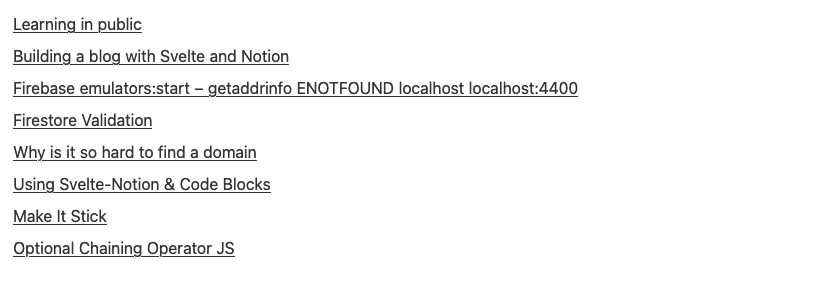 Learning in public
Building a blog with Svelte and Notion
Firebase emulators:start – getaddrinfo ENOTFOUND localhost localhost:4400
Firestore Validation
Why is it so hard to find a domain
Using Svelte-Notion & Code Blocks
Make It Stick
Optional Chaining Operator JS